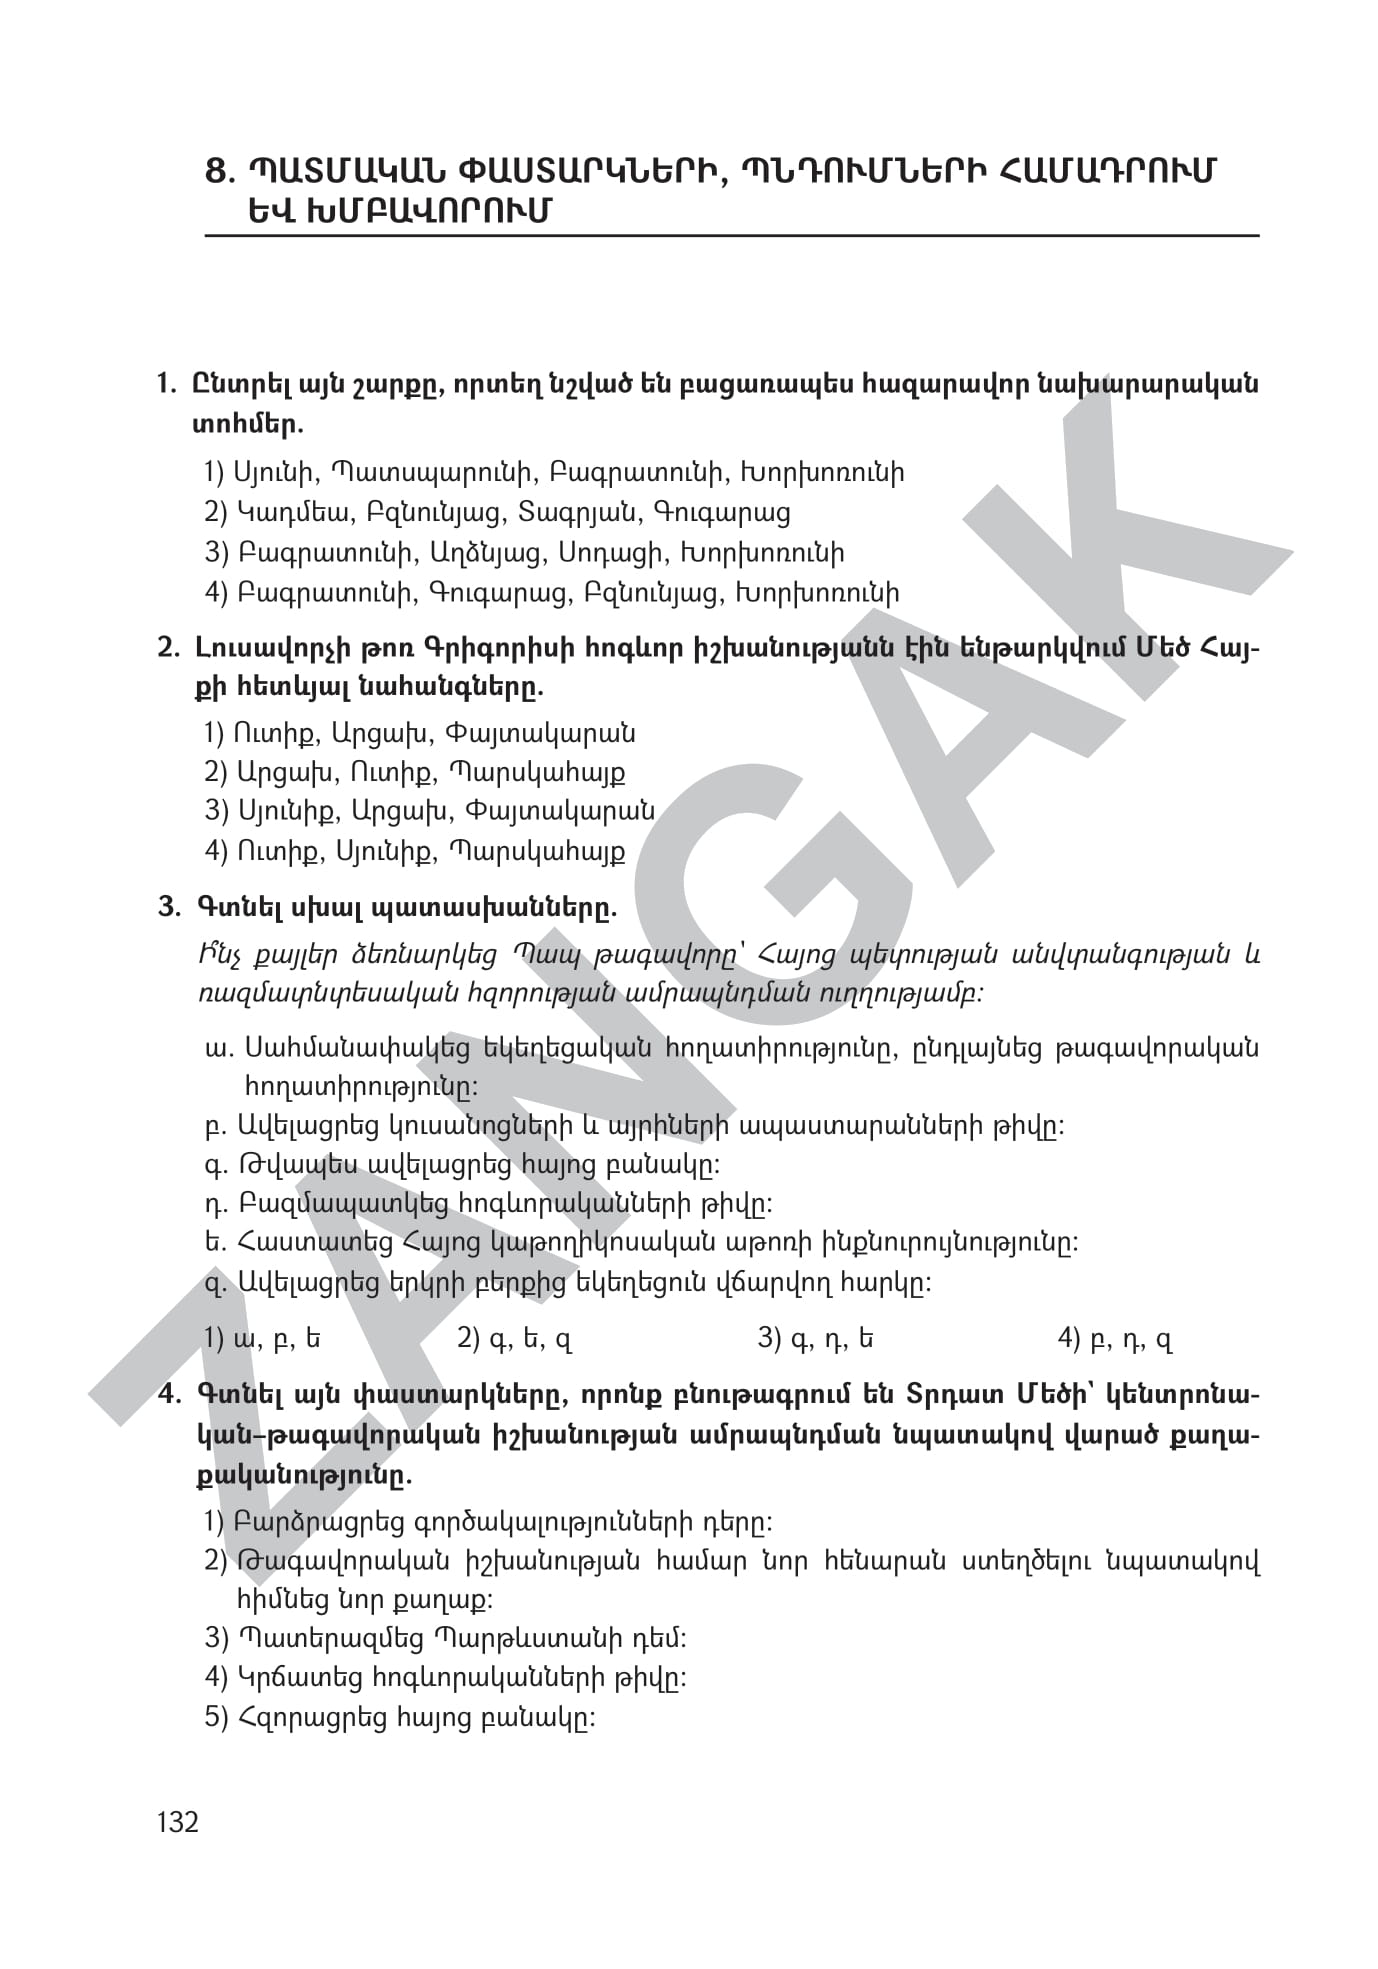 8. ՊԱՏՄԱԿԱՆ ՓԱՍՏԱՐԿՆԵՐԻ, ՊՆԴՈՒՄՆԵՐԻ ՀԱՄԱԴՐՈՒՄ
ԵՎ ԽՄԲԱՎՈՐՈՒՄ
1. Ընտրել այն շարքը, որտեղ նշված են բացառապես հազարավոր նախարարական
տոհմեր.
1) Սյունի, Պատսպարունի, Բագրատունի, Խորխոռունի
2) Կադմեա, Բզնունյաց, Տագրյան, Գուգարաց
3) Բագրատունի, Աղձնյաց, Սոդացի, Խորխոռունի
4) Բագրատունի, Գուգարաց, Բզնունյաց, Խորխոռունի
2. Լուսավորչի թոռ Գրիգորիսի հոգևոր իշխանությանն էին ենթարկվում Մեծ Հայ-
քի հետևյալ նահանգները.
1) Ուտիք, Արցախ, Փայտակարան
2) Արցախ, Ուտիք, Պարսկահայք
3) Սյունիք, Արցախ, Փայտակարան
4) Ուտիք, Սյունիք, Պարսկահայք
3. Գտնել սխալ պատասխանները.
Ի՞նչ քայլեր ձեռնարկեց Պապ թագավորը՝ Հայոց պետության անվտանգության և
ռազմատնտեսական հզորության ամրապնդման ուղղությամբ:
ա. Սահմանափակեց եկեղեցական հողատիրությունը, ընդլայնեց թագավորական
հողատիրությունը:
բ. Ավելացրեց կուսանոցների և այրիների ապաստարանների թիվը:
գ. Թվապես ավելացրեց հայոց բանակը:
դ. Բազմապատկեց հոգևորականների թիվը:
ե. Հաստատեց Հայոց կաթողիկոսական աթոռի ինքնուրույնությունը:
զ. Ավելացրեց երկրի բերքից եկեղեցուն վճարվող հարկը:
1) ա, բ, ե 2) գ, ե, զ 3) գ, դ, ե 4) բ, դ, զ
4. Գտնել այն փաստարկները, որոնք բնութագրում են Տրդատ Մեծի՝ կենտրոնա-
կան–թագավորական իշխանության ամրապնդման նպատակով վարած քաղա-
քականությունը.
1) Բարձրացրեց գործակալությունների դերը:
2) Թագավորական իշխանության համար նոր հենարան ստեղծելու նպատակով
հիմնեց նոր քաղաք:
3) Պատերազմեց Պարթևստանի դեմ:
4) Կրճատեց հոգևորականների թիվը:
5) Հզորացրեց հայոց բանակը:
132
ZANGAK